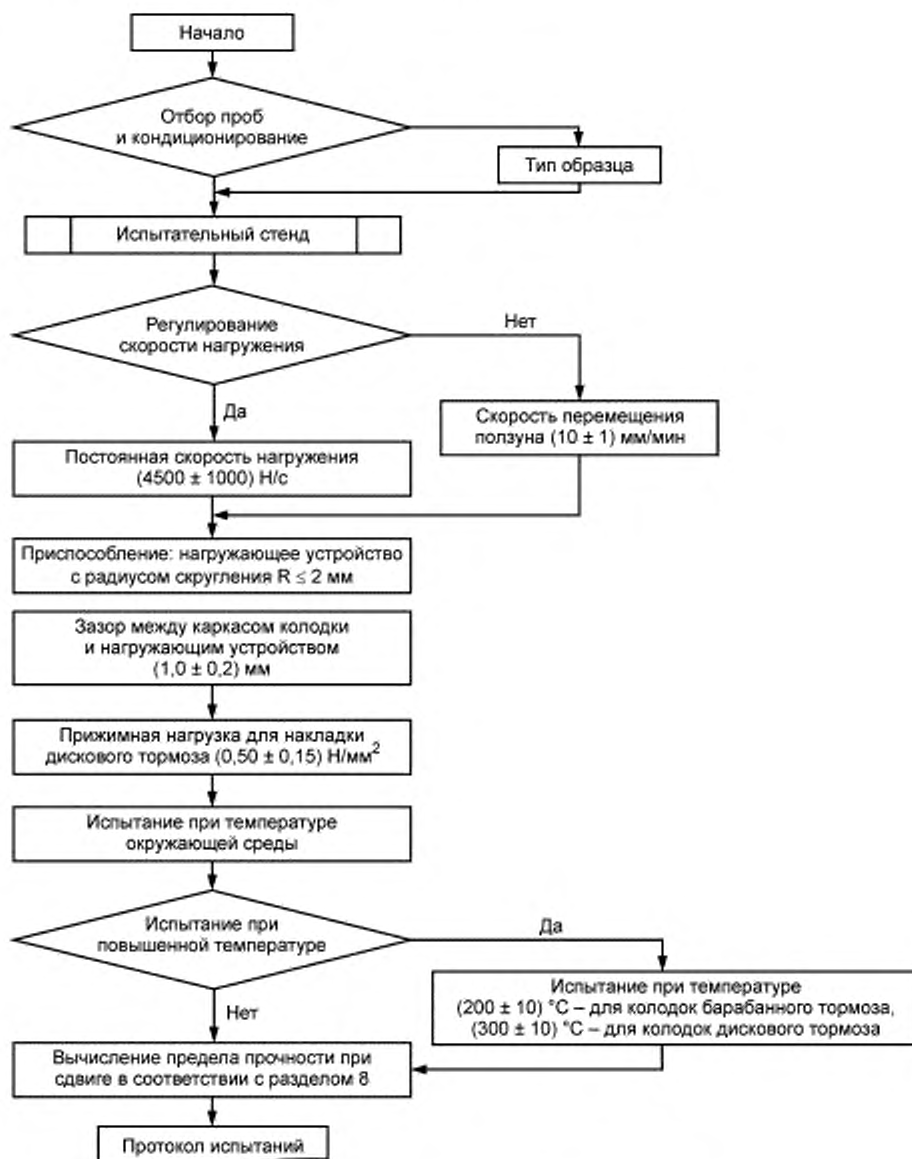 Начало
Отбор проб
и кондиционирование
Тип образца
Испытательный стенд
Регулирование
скорости нагружения
Нет
Да
Скорость перемещения
ползуна (10 ± 1) мм/мин
Постоянная скорость нагружения
(4500 ± 1000) Н/с
Приспособление: нагружающее устройство
с радиусом скругления R ≤ 2 мм
Зазор между каркасом колодки
и нагружающим устройством
(1,0 ± 0,2) мм
Прижимная нагрузка для накладки
дискового тормоза (0,50 ± 0,15) Н/мм²
Испытание при температуре
окружающей среды
Испытание при
повышенной температуре
Да
Испытание при температуре
(200 ± 10) °С – для колодок барабанного тормоза,
(300 ± 10) °С – для колодок дискового тормоза
Нет
Вычисление предела прочности при
сдвиге в соответствии с разделом 8
Протокол испытаний